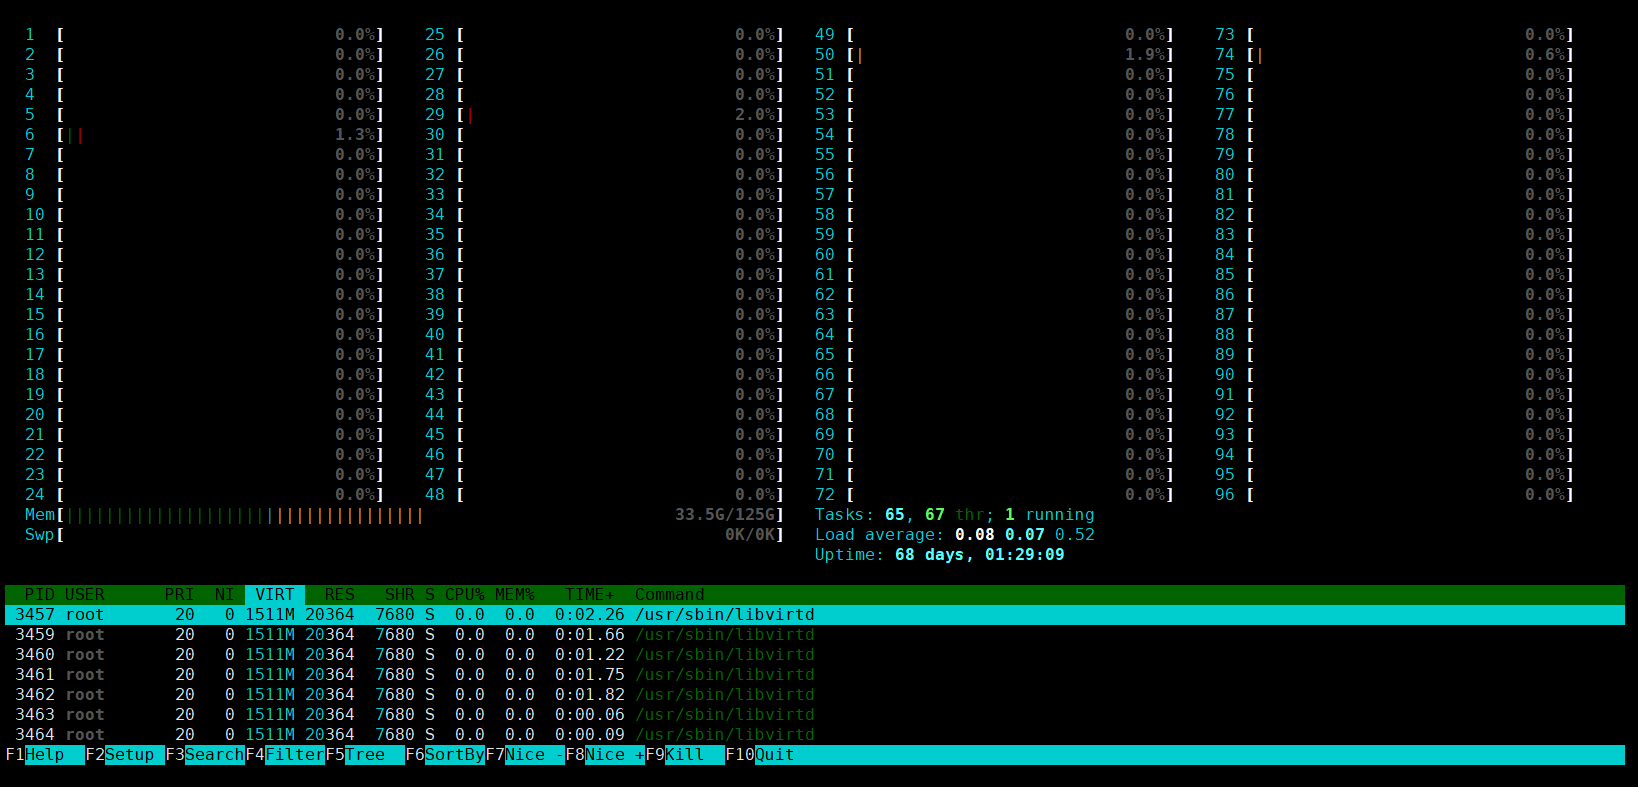 1 [ 0.0%] 25 [ 0.0%] 49 [ 0.0%] 73 [ 0.0%]
2 [ 0.0%] 26 [ 0.0%] 50 [| 1.9%] 74 [| 0.6%]
3 [ 0.0%] 27 [ 0.0%] 51 [ 0.0%] 75 [ 0.0%]
4 [ 0.0%] 28 [ 0.0%] 52 [ 0.0%] 76 [ 0.0%]
5 [ 0.0%] 29 [| 2.0%] 53 [ 0.0%] 77 [ 0.0%]
6 [|| 1.3%] 30 [ 0.0%] 54 [ 0.0%] 78 [ 0.0%]
7 [ 0.0%] 31 [ 0.0%] 55 [ 0.0%] 79 [ 0.0%]
8 [ 0.0%] 32 [ 0.0%] 56 [ 0.0%] 80 [ 0.0%]
9 [ 0.0%] 33 [ 0.0%] 57 [ 0.0%] 81 [ 0.0%]
10 [ 0.0%] 34 [ 0.0%] 58 [ 0.0%] 82 [ 0.0%]
11 [ 0.0%] 35 [ 0.0%] 59 [ 0.0%] 83 [ 0.0%]
12 [ 0.0%] 36 [ 0.0%] 60 [ 0.0%] 84 [ 0.0%]
13 [ 0.0%] 37 [ 0.0%] 61 [ 0.0%] 85 [ 0.0%]
14 [ 0.0%] 38 [ 0.0%] 62 [ 0.0%] 86 [ 0.0%]
15 [ 0.0%] 39 [ 0.0%] 63 [ 0.0%] 87 [ 0.0%]
16 [ 0.0%] 40 [ 0.0%] 64 [ 0.0%] 88 [ 0.0%]
17 [ 0.0%] 41 [ 0.0%] 65 [ 0.0%] 89 [ 0.0%]
18 [ 0.0%] 42 [ 0.0%] 66 [ 0.0%] 90 [ 0.0%]
19 [ 0.0%] 43 [ 0.0%] 67 [ 0.0%] 91 [ 0.0%]
20 [ 0.0%] 44 [ 0.0%] 68 [ 0.0%] 92 [ 0.0%]
21 [ 0.0%] 45 [ 0.0%] 69 [ 0.0%] 93 [ 0.0%]
22 [ 0.0%] 46 [ 0.0%] 70 [ 0.0%] 94 [ 0.0%]
23 [ 0.0%] 47 [ 0.0%] 71 [ 0.0%] 95 [ 0.0%]
24 [ 0.0%] 48 [ 0.0%] 72 [ 0.0%] 96 [ 0.0%]
Mem[|||||||||||||||||||||||||||||||||||| 33.5G/125G] Tasks: 65, 67 thr; 1 running
Swp[ 0K/0K] Load average: 0.08 0.07 0.52
Uptime: 68 days, 01:29:09
PID USER PRI NI VIRT RES SHR S CPU% MEM% TIME+ Command
3457 root 20 0 1511M 20364 7680 S 0.0 0.0 0:02.26 /usr/sbin/libvirtd
3459 root 20 0 1511M 20364 7680 S 0.0 0.0 0:01.66 /usr/sbin/libvirtd
3460 root 20 0 1511M 20364 7680 S 0.0 0.0 0:01.22 /usr/sbin/libvirtd
3461 root 20 0 1511M 20364 7680 S 0.0 0.0 0:01.75 /usr/sbin/libvirtd
3462 root 20 0 1511M 20364 7680 S 0.0 0.0 0:01.82 /usr/sbin/libvirtd
3463 root 20 0 1511M 20364 7680 S 0.0 0.0 0:00.06 /usr/sbin/libvirtd
3464 root 20 0 1511M 20364 7680 S 0.0 0.0 0:00.09 /usr/sbin/libvirtd
F1Help F2Setup F3SearchF4FilterF5Tree F6SortByF7Nice -F8Nice +F9Kill F10Quit